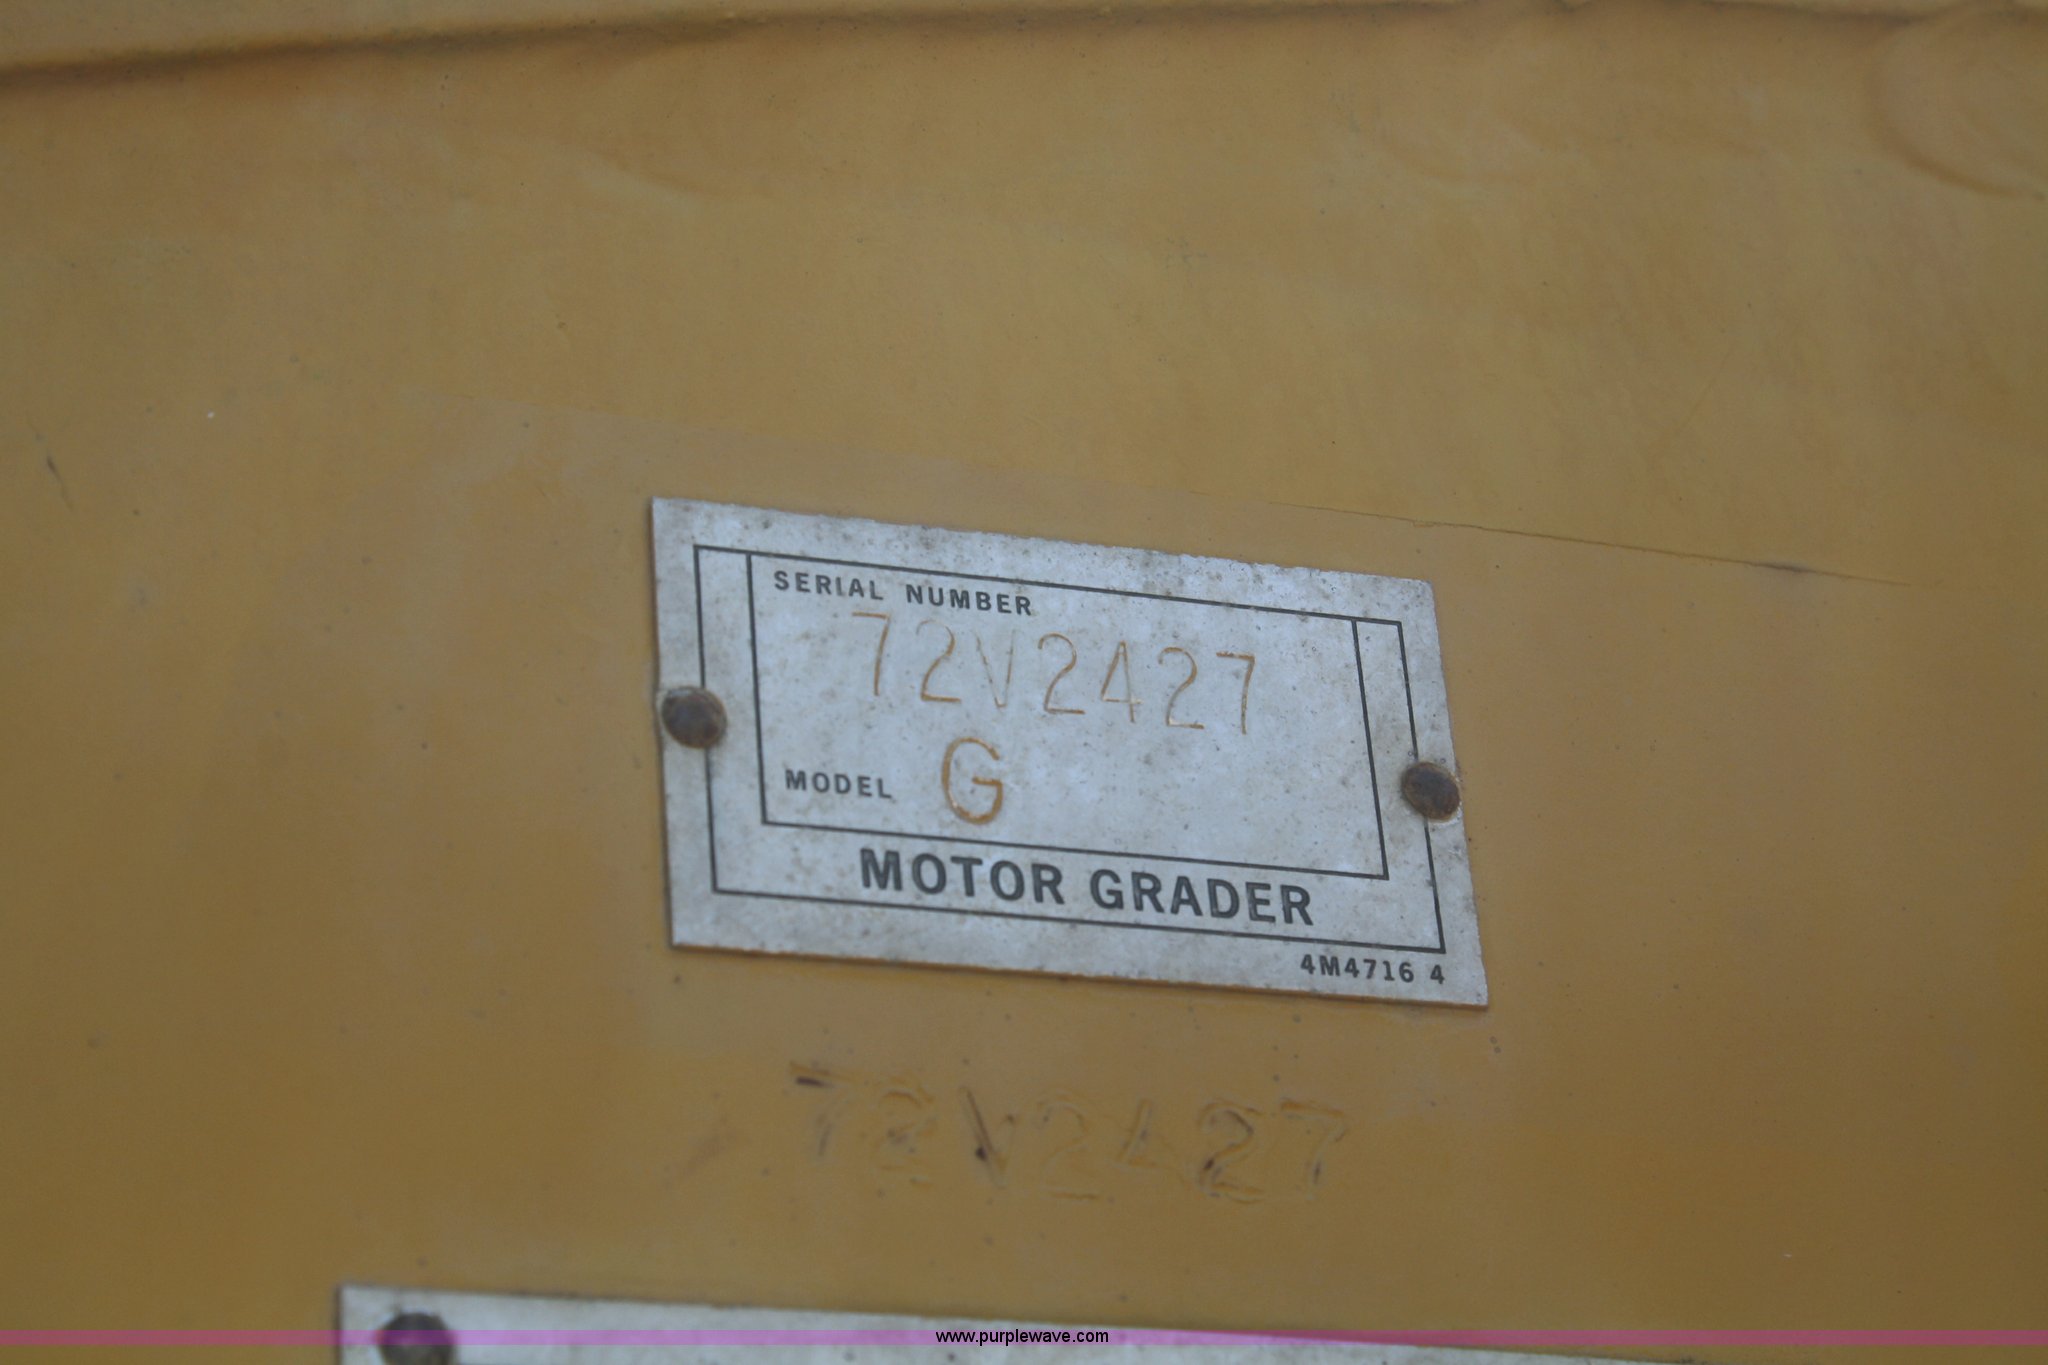 SERIAL NUMBER
72V2427
MODEL G
MOTOR GRADER
4M4716 4
72V2427
www.purplewave.com